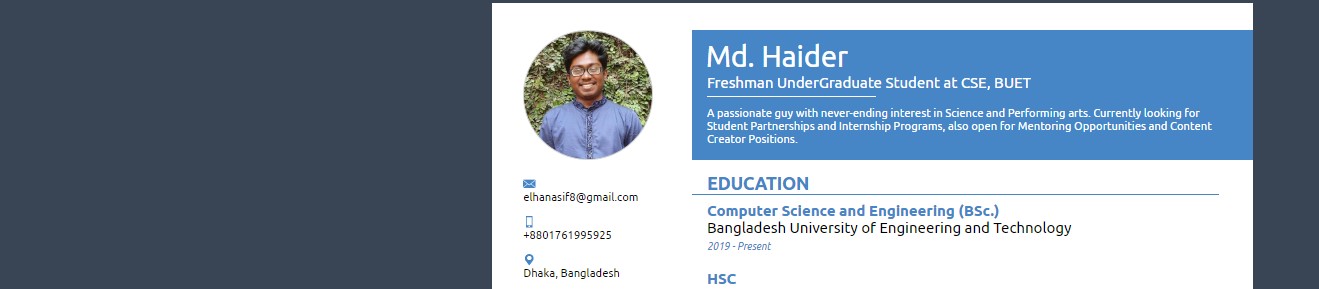 Md. Haider
Freshman UnderGraduate Student at CSE, BUET
A passionate guy with never-ending interest in Science and Performing arts. Currently looking for
Student Partnerships and Internship Programs, also open for Mentoring Opportunities and Content
Creator Positions.
elhanasif8@gmail.com
+8801761995925
Dhaka, Bangladesh
EDUCATION
Computer Science and Engineering (BSc.)
Bangladesh University of Engineering and Technology
2019 - Present
HSC